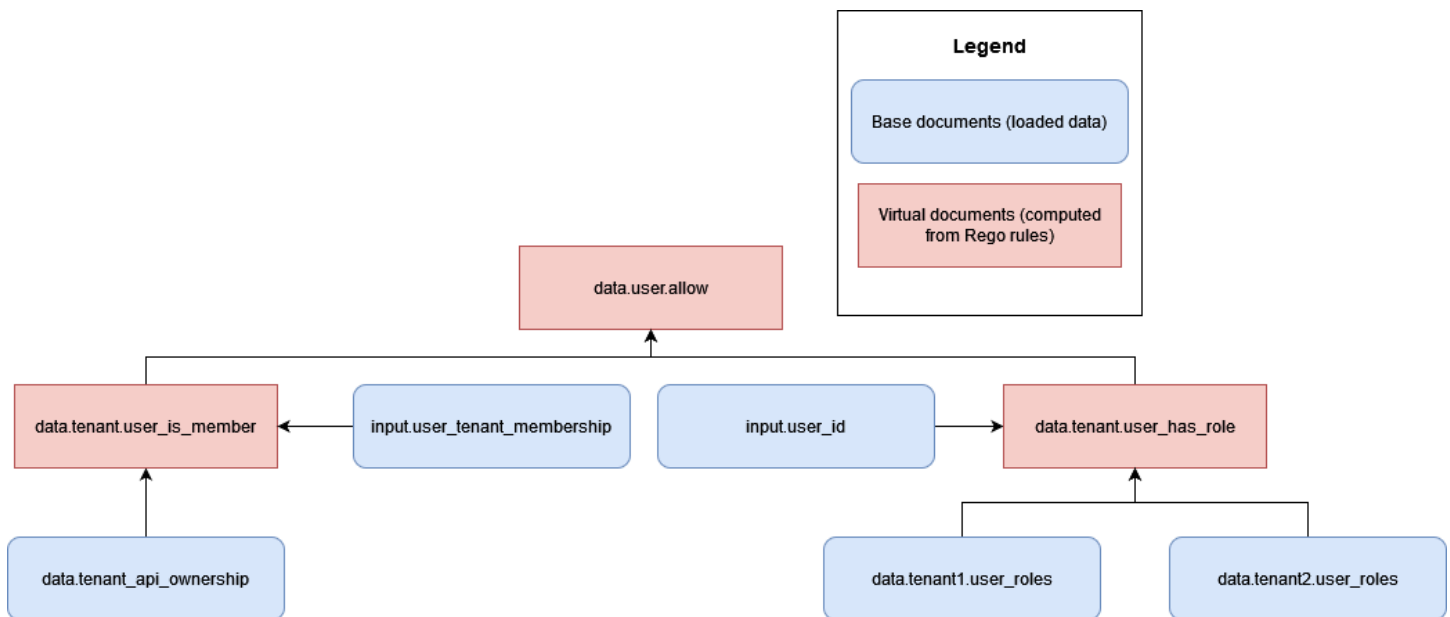 Legend
Base documents (loaded data)
Virtual documents (computed
from Rego rules)
data.user.allow
data.tenant.user_is_member
input.user_tenant_membership
input.user_id
data.tenant.user_has_role
data.tenant_api_ownership
data.tenant1.user_roles
data.tenant2.user_roles